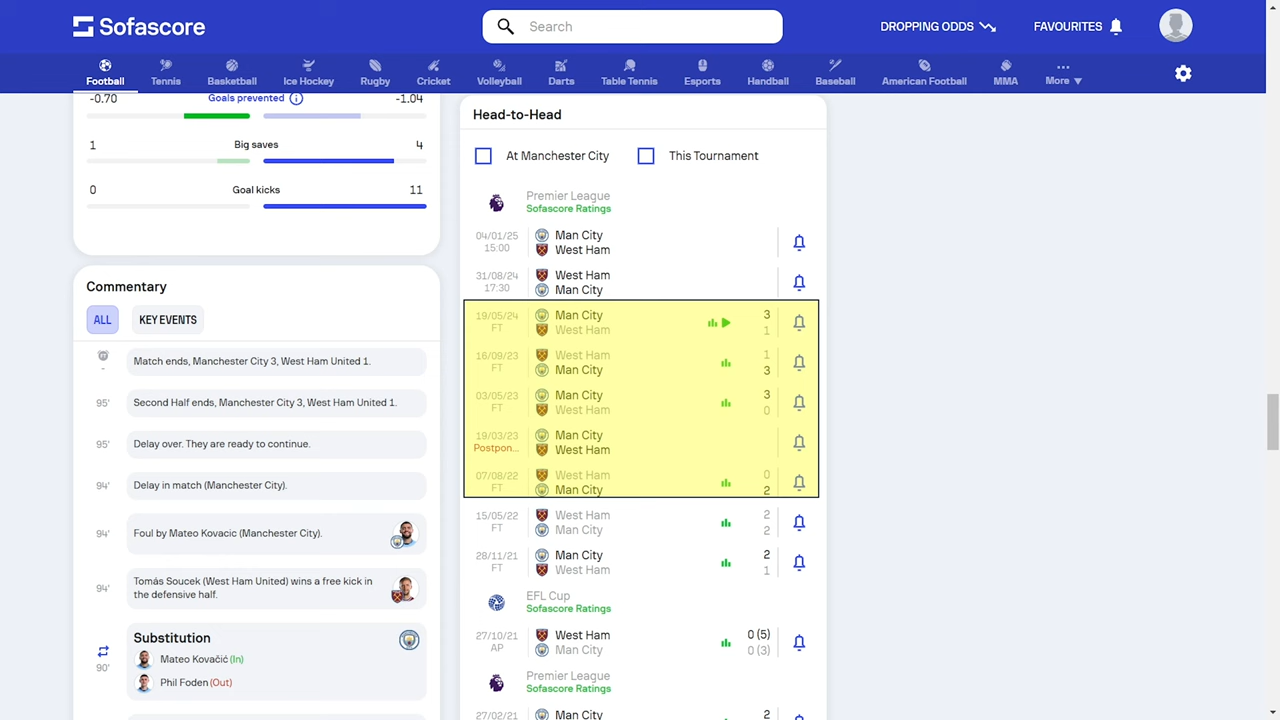 Sofascore
Search
DROPPING ODDS
FAVOURITES
Football
Tennis
Basketball
Ice Hockey
Rugby
Cricket
Volleyball
Darts
Table Tennis
Esports
Handball
Baseball
American Football
MMA
More
-0.70 Goals prevented -1.04
1 Big saves 4
0 Goal kicks 11
Commentary
ALL KEY EVENTS
-
Match ends, Manchester City 3, West Ham United 1.
95' Second Half ends, Manchester City 3, West Ham United 1.
95' Delay over. They are ready to continue.
94' Delay in match (Manchester City).
94' Foul by Mateo Kovacic (Manchester City).
94' Tomás Soucek (West Ham United) wins a free kick in
the defensive half.
Substitution
Mateo Kovačić (In)
90'
Phil Foden (Out)
Head-to-Head
At Manchester City This Tournament
Premier League
Sofascore Ratings
04/01/25 Man City
15:00 West Ham
31/08/24 West Ham
17:30 Man City
19/05/24 Man City 3
FT West Ham 1
16/09/23 West Ham 1
FT Man City 3
03/05/23 Man City 3
FT West Ham 0
19/03/23 Man City
Postpon... West Ham
07/08/22 West Ham 0
FT Man City 2
15/05/22 West Ham 2
FT Man City 2
28/11/21 Man City 2
FT West Ham 1
EFL Cup
Sofascore Ratings
27/10/21 West Ham 0 (5)
AP Man City 0 (3)
Premier League
Sofascore Ratings
27/02/21 Man City 2